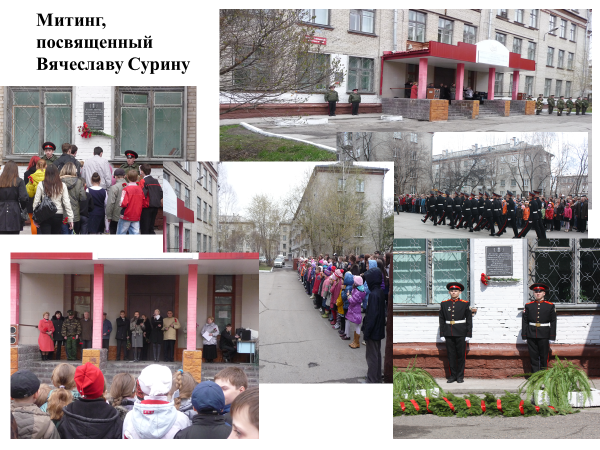 Митинг,
посвященный
Вячеславу Сурину